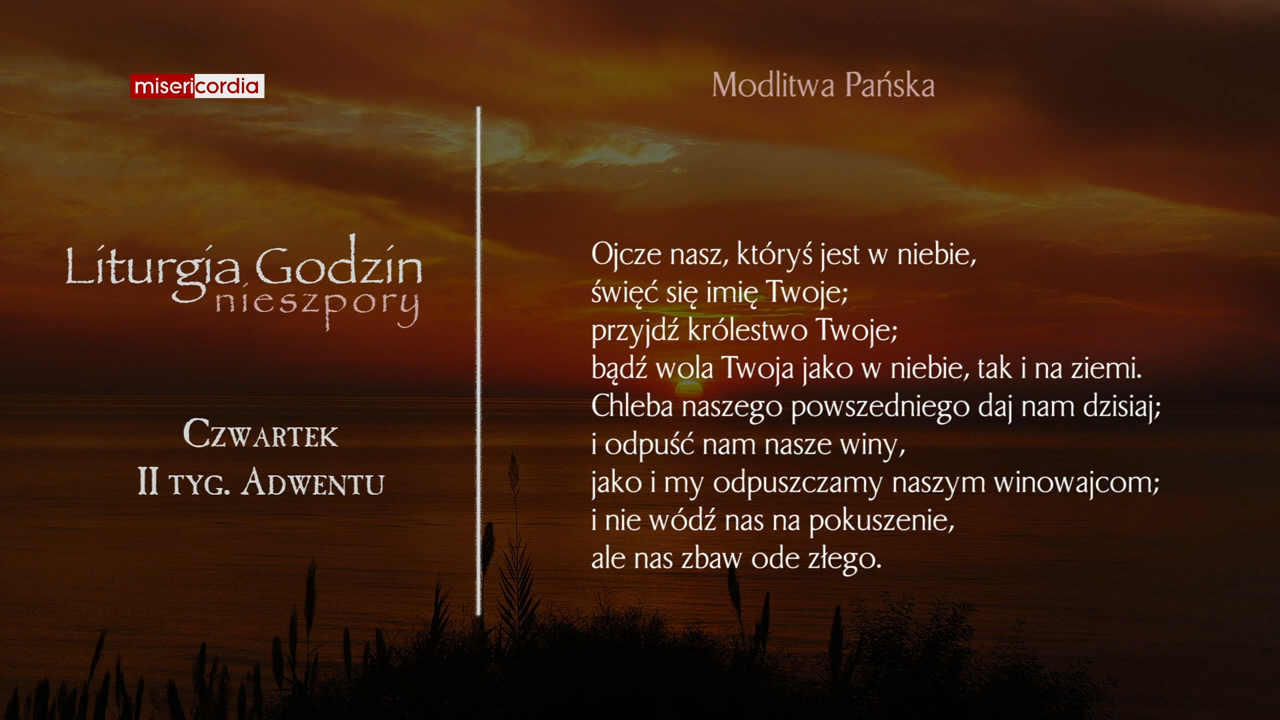 misericordia
Liturgia Godzin
nieszpory
Czwartek
II tyg. Adwentu
Modlitwa Pańska
Ojcze nasz, któryś jest w niebie,
święć się imię Twoje;
przyjdź królestwo Twoje;
bądź wola Twoja jako w niebie, tak i na ziemi.
Chleba naszego powszedniego daj nam dzisiaj;
i odpuść nam nasze winy,
jako i my odpuszczamy naszym winowajcom;
i nie wódź nas na pokuszenie,
ale nas zbaw ode złego.